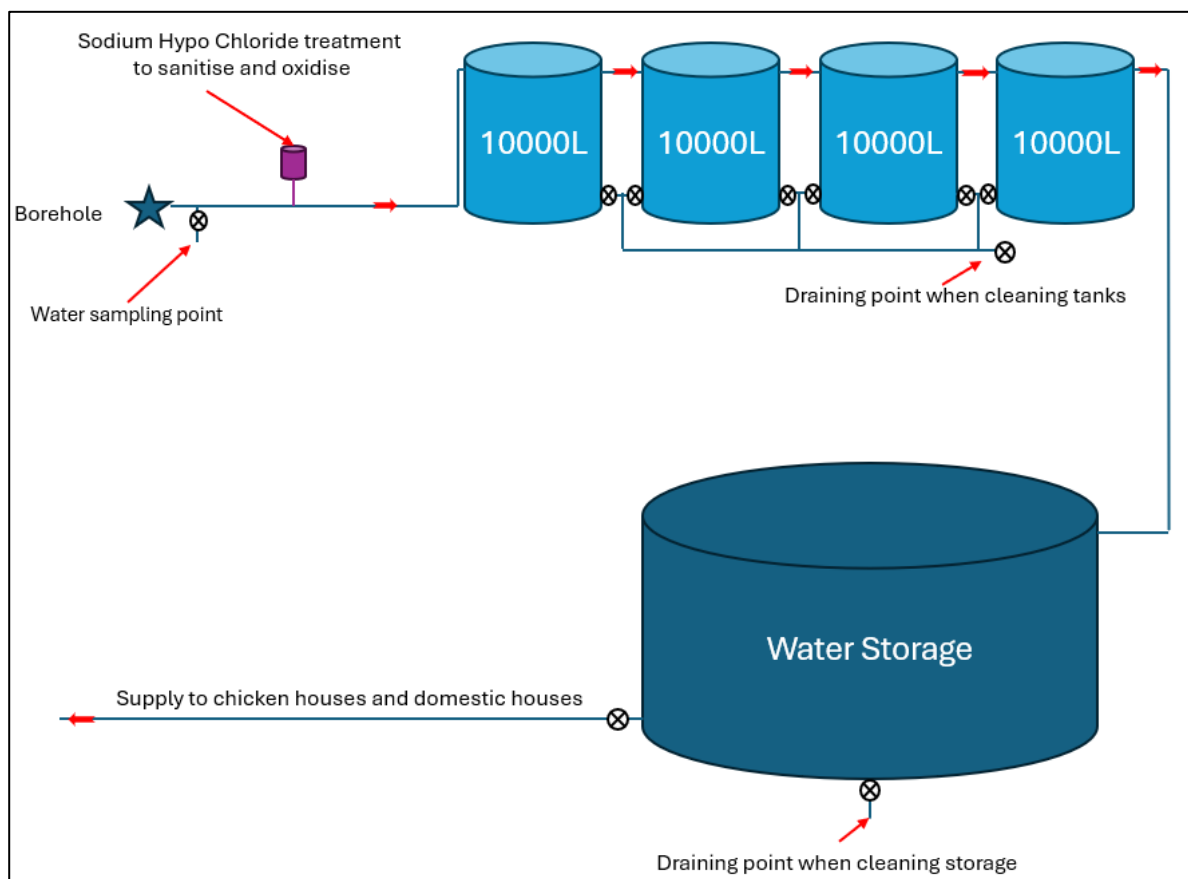 Sodium Hypo Chloride treatment
to sanitise and oxidise
10000L
10000L
10000L
10000L
Borehole
Water sampling point
Draining point when cleaning tanks
Water Storage
Supply to chicken houses and domestic houses
Draining point when cleaning storage